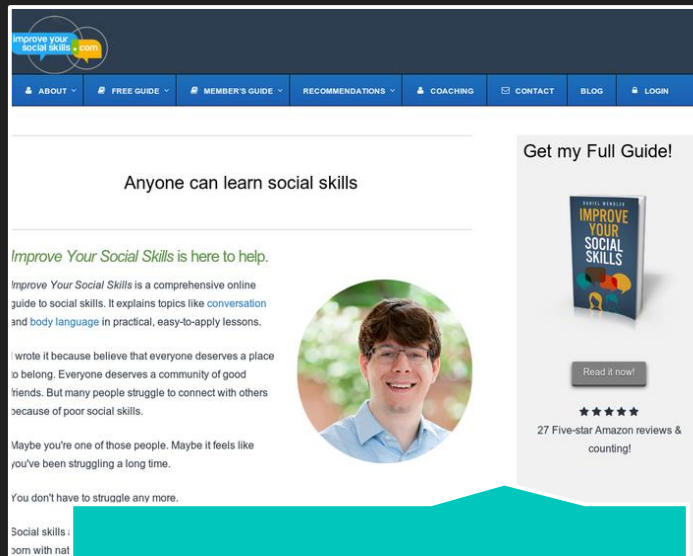 improve your
social skills.com
ABOUT
FREE GUIDE
MEMBER'S GUIDE
RECOMMENDATIONS
COACHING
CONTACT
BLOG
LOGIN
Anyone can learn social skills
Improve Your Social Skills is here to help.
Improve Your Social Skills is a comprehensive online
guide to social skills. It explains topics like conversation
and body language in practical, easy-to-apply lessons.
I wrote it because believe that everyone deserves a place
to belong. Everyone deserves a community of good
friends. But many people struggle to connect with others
because of poor social skills.
Maybe you're one of those people. Maybe it feels like
you've been struggling a long time.
You don't have to struggle any more.
Social skills
born with nat
Get my Full Guide!
DANIEL WENDLER
IMPROVE
YOUR
SOCIAL
SKILLS
Read it now!
★★★★★
27 Five-star Amazon reviews &
counting!